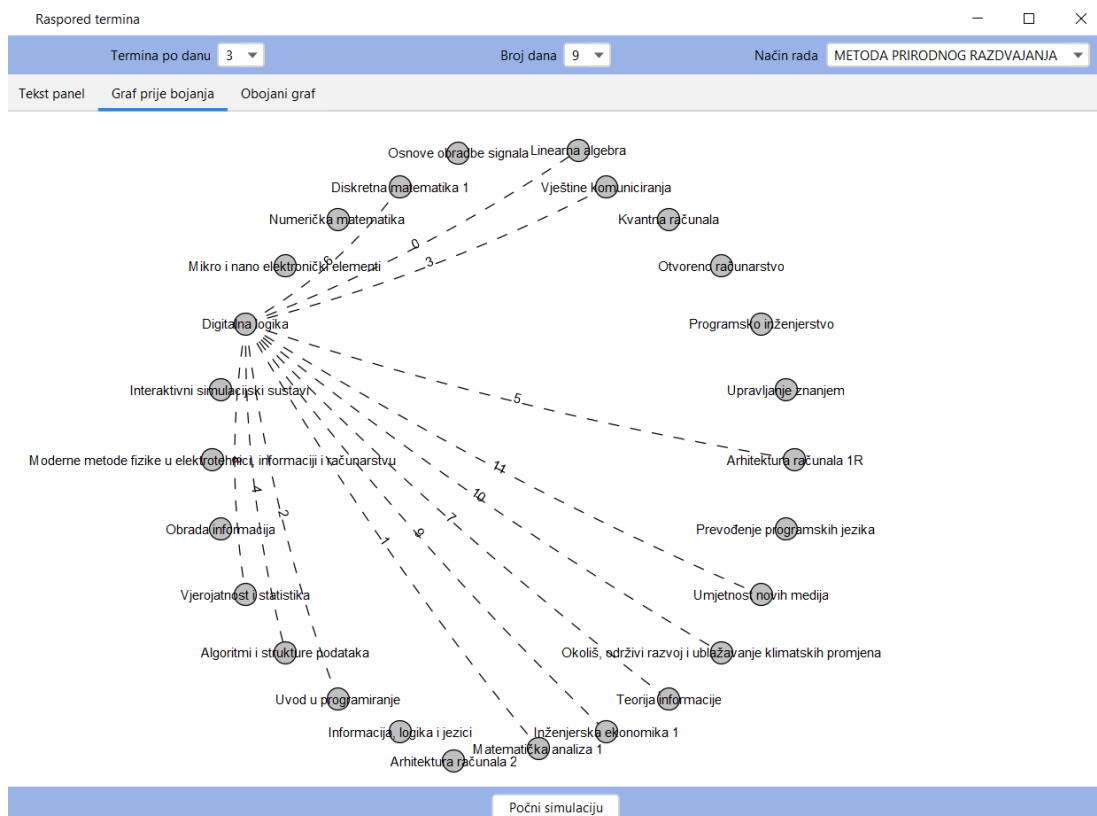 Raspored termina
Termina po danu 3 Broj dana 9 Način rada METODA PRIRODNOG RAZDVAJANJA
Tekst panel Graf prije bojanja Obojani graf
Osnove obradbe signala Linearna algebra
Diskretna matematika 1 Vještine komuniciranja
Numerička matematika Kvantna računala
0
6 3
Mikro i nano elektronički elementi Otvoreno računarstvo
Digitalna logika Programsko inženjerstvo
Interaktivni simulacijski sustavi Upravljanje znanjem
5
Moderne metode fizike u elektrotehnici, informaciji i računarstvu Arhitektura računala 1R
11
4 10
2 7
1 9
Obrada informacija Prevođenje programskih jezika
Vjerojatnost i statistika Umjetnost novih medija
Algoritmi i strukture podataka Okoliš, održivi razvoj i ublažavanje klimatskih promjena
Uvod u programiranje Teorija informacije
Informacija, logika i jezici Inženjerska ekonomika 1
Matematička analiza 1
Arhitektura računala 2
Počni simulaciju